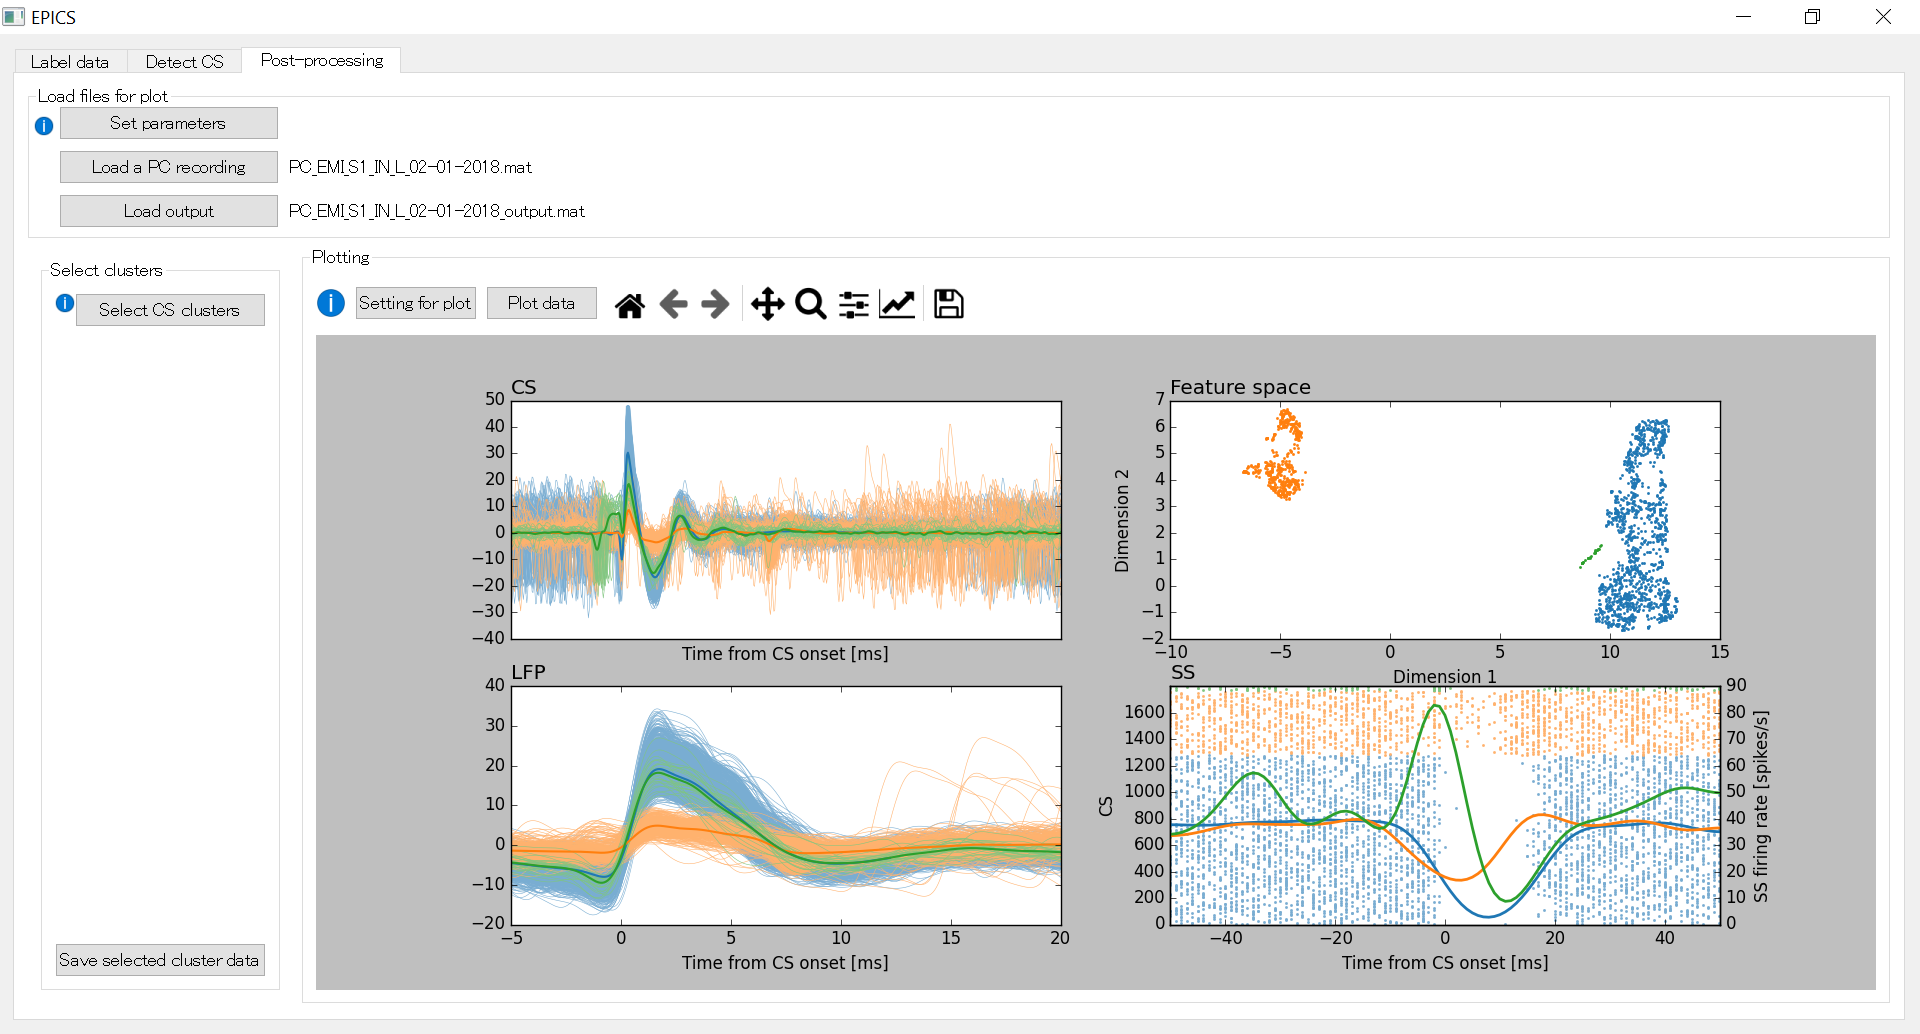 EPICS
Label data Detect CS Post-processing
Load files for plot
Set parameters
Load a PC recording PC_EMI_S1_IN_L_02-01-2018.mat
Load output PC_EMI_S1_IN_L_02-01-2018_output.mat
Select clusters
Select CS clusters
Save selected cluster data
Plotting
Setting for plot Plot data
CS
50
40
30
20
10
0
−10
−20
−30
−40
Time from CS onset [ms]
Feature space
7
6
5
4
3
2
1
0
−1
−2
Dimension 2
−10 −5 0 5 10 15
Dimension 1
LFP
40
30
20
10
0
−10
−20
−5 0 5 10 15 20
Time from CS onset [ms]
SS
1600
1400
1200
1000
800
600
400
200
0
CS
90
80
70
60
50
40
30
20
10
0
SS firing rate [spikes/s]
−40 −20 0 20 40
Time from CS onset [ms]